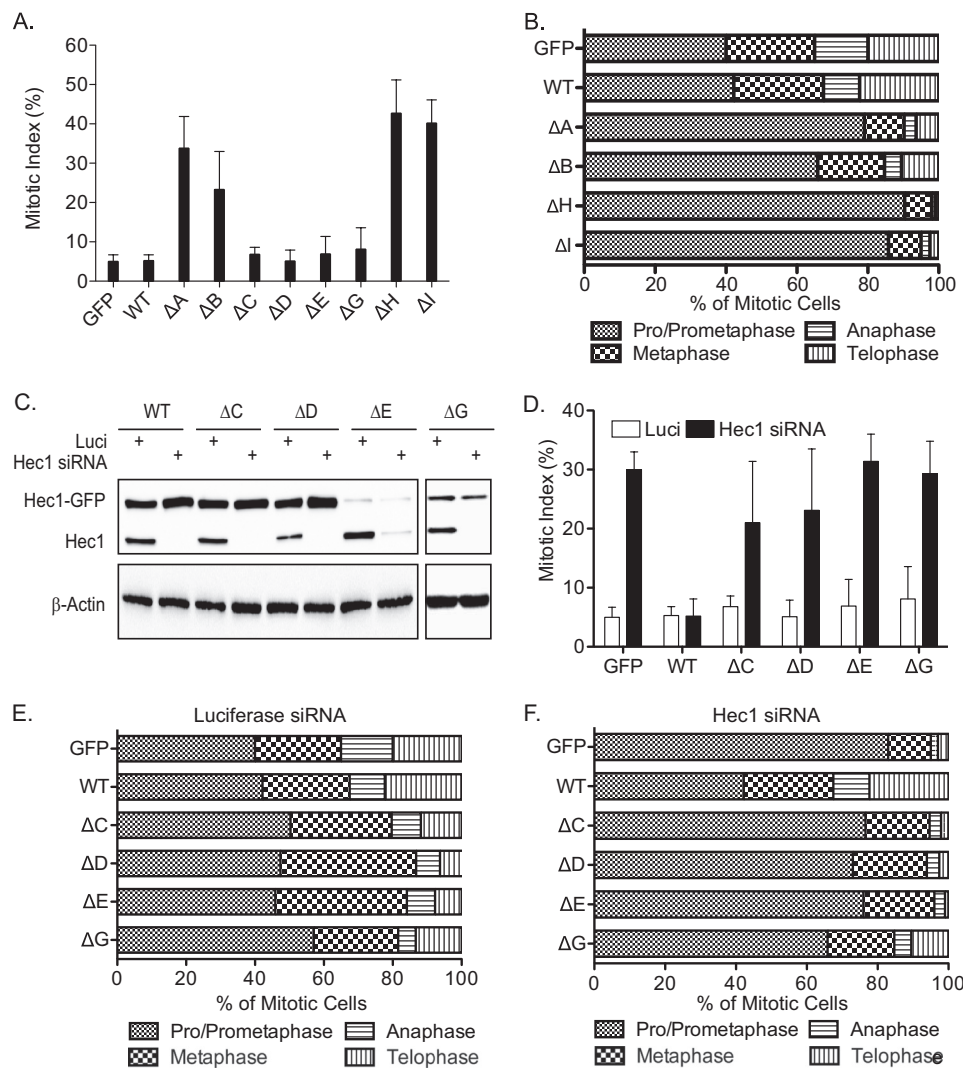 A.
60
50
40
30
20
10
0
Mitotic Index (%)
GFP WT ΔA ΔB ΔC ΔD ΔE ΔG ΔH ΔI
B.
GFP
WT
ΔA
ΔB
ΔH
ΔI
0 20 40 60 80 100
% of Mitotic Cells
Pro/Prometaphase Anaphase
Metaphase Telophase
C.
WT ΔC ΔD ΔE ΔG
Luci + + + + +
Hec1 siRNA + + + + +
Hec1-GFP
Hec1
β-Actin
D.
40
30
20
10
0
Mitotic Index (%)
Luci Hec1 siRNA
GFP WT ΔC ΔD ΔE ΔG
E.
Luciferase siRNA
GFP
WT
ΔC
ΔD
ΔE
ΔG
0 20 40 60 80 100
% of Mitotic Cells
Pro/Prometaphase Anaphase
Metaphase Telophase
F.
Hec1 siRNA
GFP
WT
ΔC
ΔD
ΔE
ΔG
0 20 40 60 80 100
% of Mitotic Cells
Pro/Prometaphase Anaphase
Metaphase Telophase